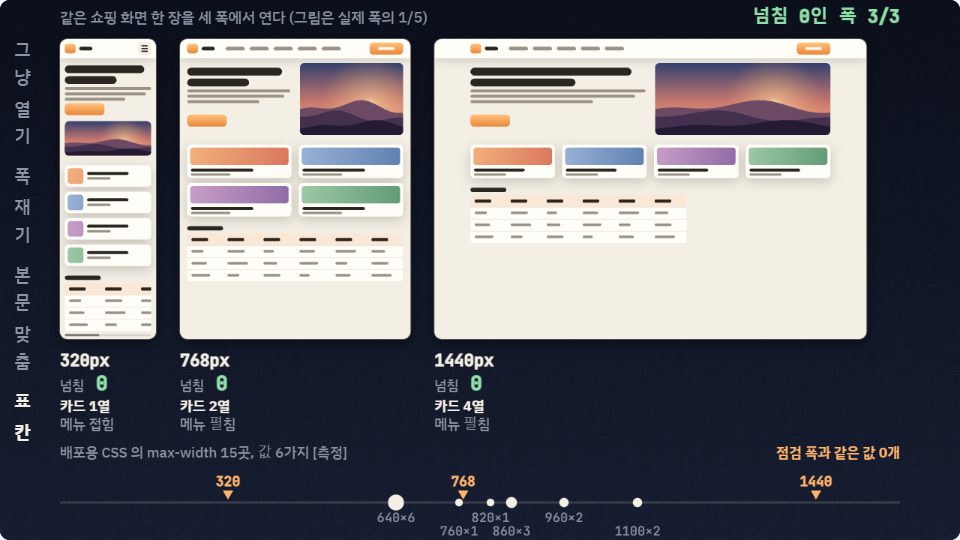 같은 쇼핑 화면 한 장을 세 폭에서 연다 (그림은 실제 폭의 1/5)
넘침 0인 폭 3/3
그냥 열기
폭 재기
본문 맞춤
표 칸
320px
넘침 0
카드 1열
메뉴 접힘
768px
넘침 0
카드 2열
메뉴 펼침
1440px
넘침 0
카드 4열
메뉴 펼침
배포용 CSS 의 max-width 15곳, 값 6가지 [측정]
점검 폭과 같은 값 0개
320
768
1440
640×6
820×1
960×2
760×1
860×3
1100×2